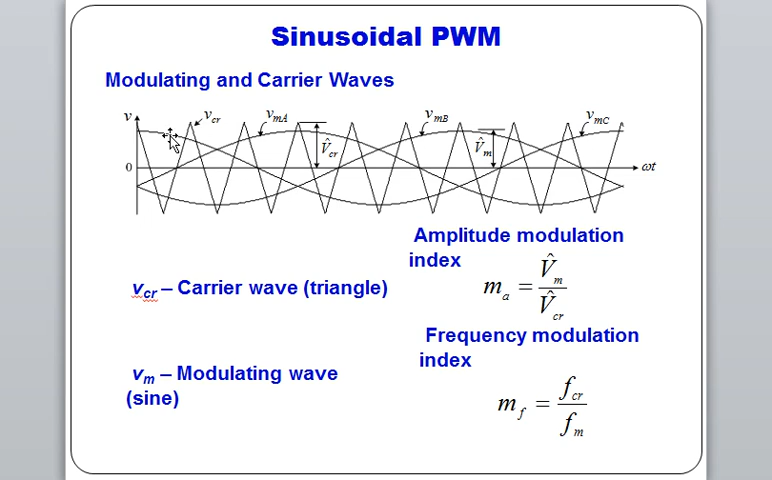 Sinusoidal PWM
Modulating and Carrier Waves
v
v_cr
v_mA
v_mB
v_mC
V̂_cr
V̂_m
0
ωt
Amplitude modulation
index
m_a = V̂_m / V̂_cr
v_cr – Carrier wave (triangle)
Frequency modulation
index
v_m – Modulating wave
(sine)
m_f = f_cr / f_m